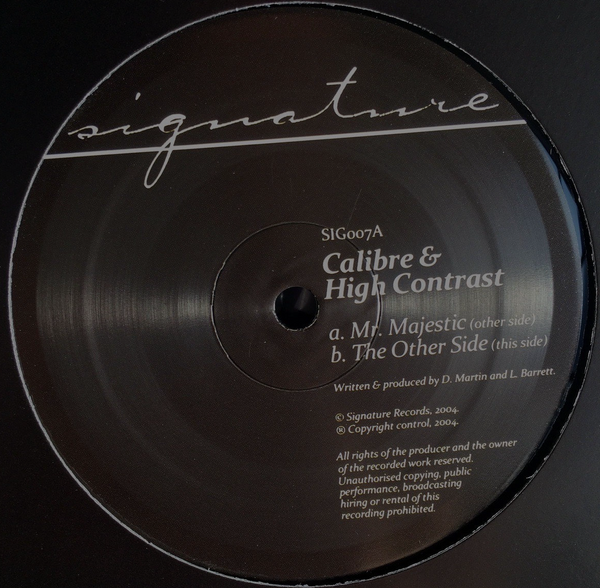 signature
SIG007A
Calibre &
High Contrast
a. Mr. Majestic (other side)
b. The Other Side (this side)
Written & produced by D. Martin and L. Barrett.
© Signature Records, 2004.
® Copyright control, 2004.
All rights of the producer and the owner
of the recorded work reserved.
Unauthorised copying, public
performance, broadcasting
hiring or rental of this
recording prohibited.